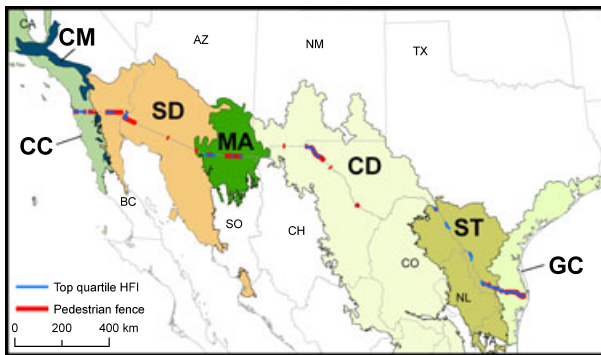 CA
CM
AZ
NM
TX
SD
MA
CC
CD
BC
SO
CH
ST
CO
GC
NL
TA
Top quartile HFI
Pedestrian fence
0 200 400 km